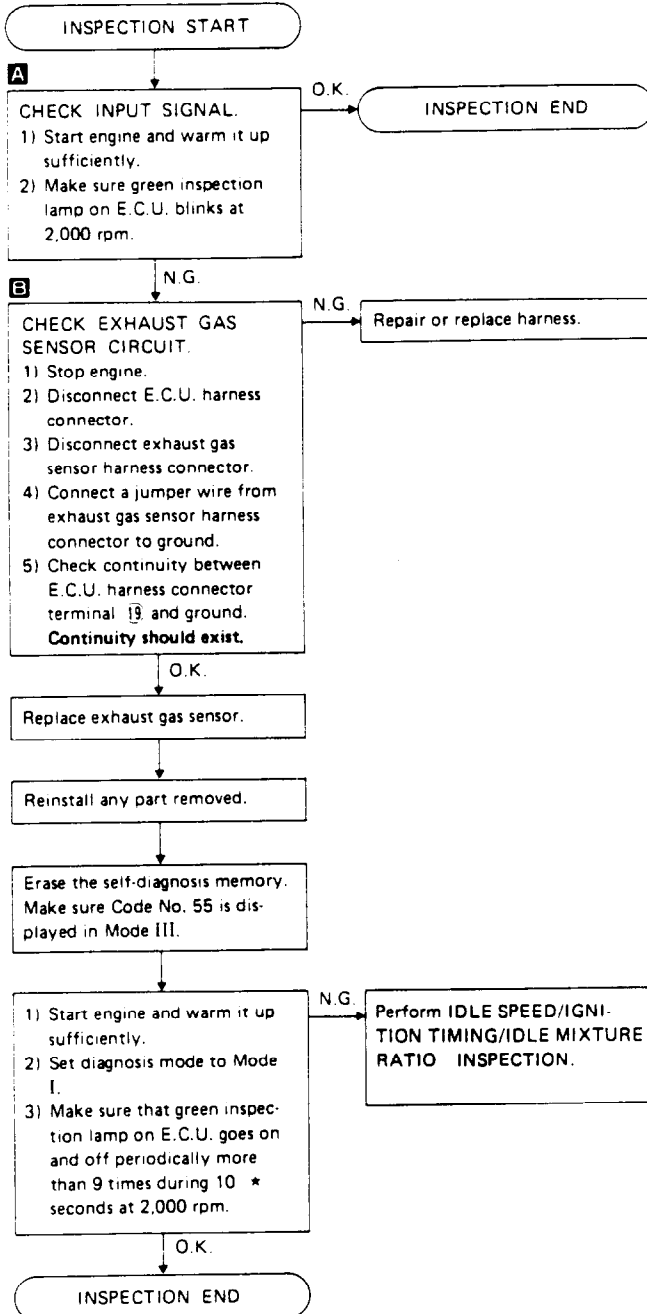 INSPECTION START
A
CHECK INPUT SIGNAL.
1) Start engine and warm it up
sufficiently.
2) Make sure green inspection
lamp on E.C.U. blinks at
2,000 rpm.
O.K.
INSPECTION END
N.G.
B
CHECK EXHAUST GAS
SENSOR CIRCUIT.
1) Stop engine.
2) Disconnect E.C.U. harness
connector.
3) Disconnect exhaust gas
sensor harness connector.
4) Connect a jumper wire from
exhaust gas sensor harness
connector to ground.
5) Check continuity between
E.C.U. harness connector
terminal 19 and ground.
Continuity should exist.
N.G.
Repair or replace harness.
O.K.
Replace exhaust gas sensor.
Reinstall any part removed.
Erase the self-diagnosis memory.
Make sure Code No. 55 is dis-
played in Mode III.
1) Start engine and warm it up
sufficiently.
2) Set diagnosis mode to Mode
I.
3) Make sure that green inspec-
tion lamp on E.C.U. goes on
and off periodically more
than 9 times during 10 ★
seconds at 2,000 rpm.
N.G.
Perform IDLE SPEED/IGNI-
TION TIMING/IDLE MIXTURE
RATIO INSPECTION.
O.K.
INSPECTION END